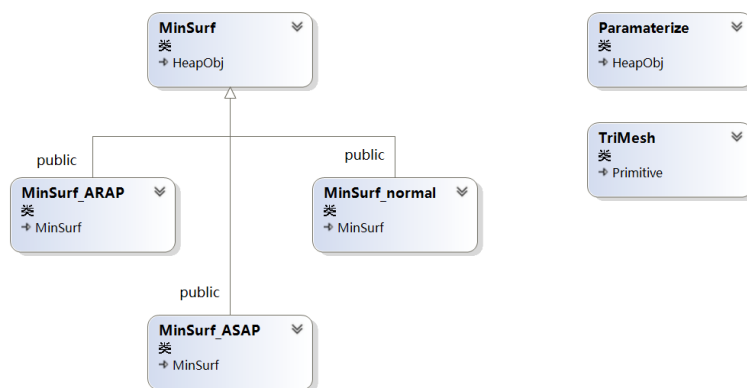 MinSurf
类
HeapObj
Paramaterize
类
HeapObj
TriMesh
类
Primitive
public
public
MinSurf_ARAP
类
MinSurf
MinSurf_normal
类
MinSurf
public
MinSurf_ASAP
类
MinSurf